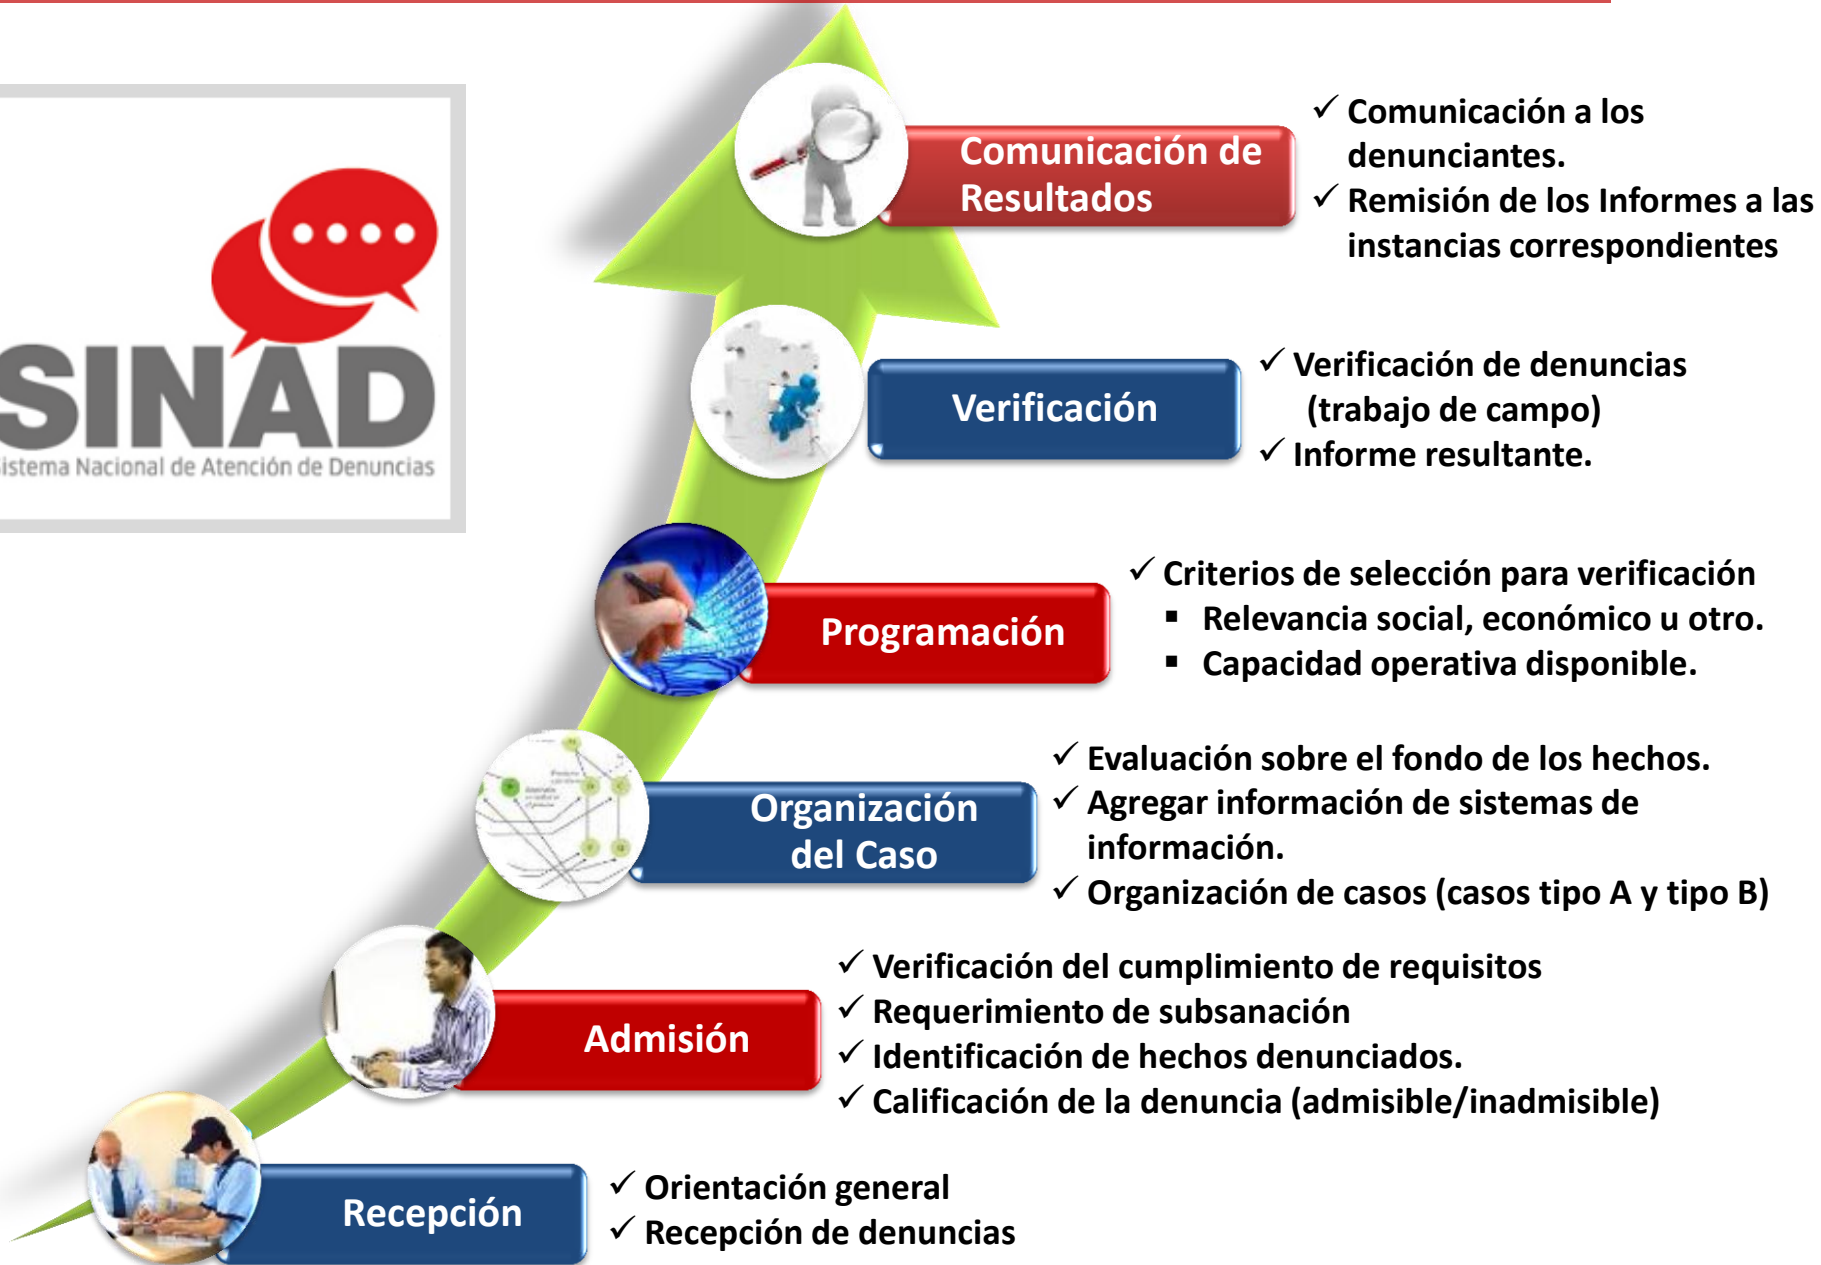 Comunicación de
Resultados
✓ Comunicación a los
denunciantes.
✓ Remisión de los Informes a las
instancias correspondientes
SINAD
Sistema Nacional de Atención de Denuncias
Verificación
✓ Verificación de denuncias
(trabajo de campo)
✓ Informe resultante.
Programación
✓ Criterios de selección para verificación
▪ Relevancia social, económico u otro.
▪ Capacidad operativa disponible.
Organización
del Caso
✓ Evaluación sobre el fondo de los hechos.
✓ Agregar información de sistemas de
información.
✓ Organización de casos (casos tipo A y tipo B)
Admisión
✓ Verificación del cumplimiento de requisitos
✓ Requerimiento de subsanación
✓ Identificación de hechos denunciados.
✓ Calificación de la denuncia (admisible/inadmisible)
Recepción
✓ Orientación general
✓ Recepción de denuncias